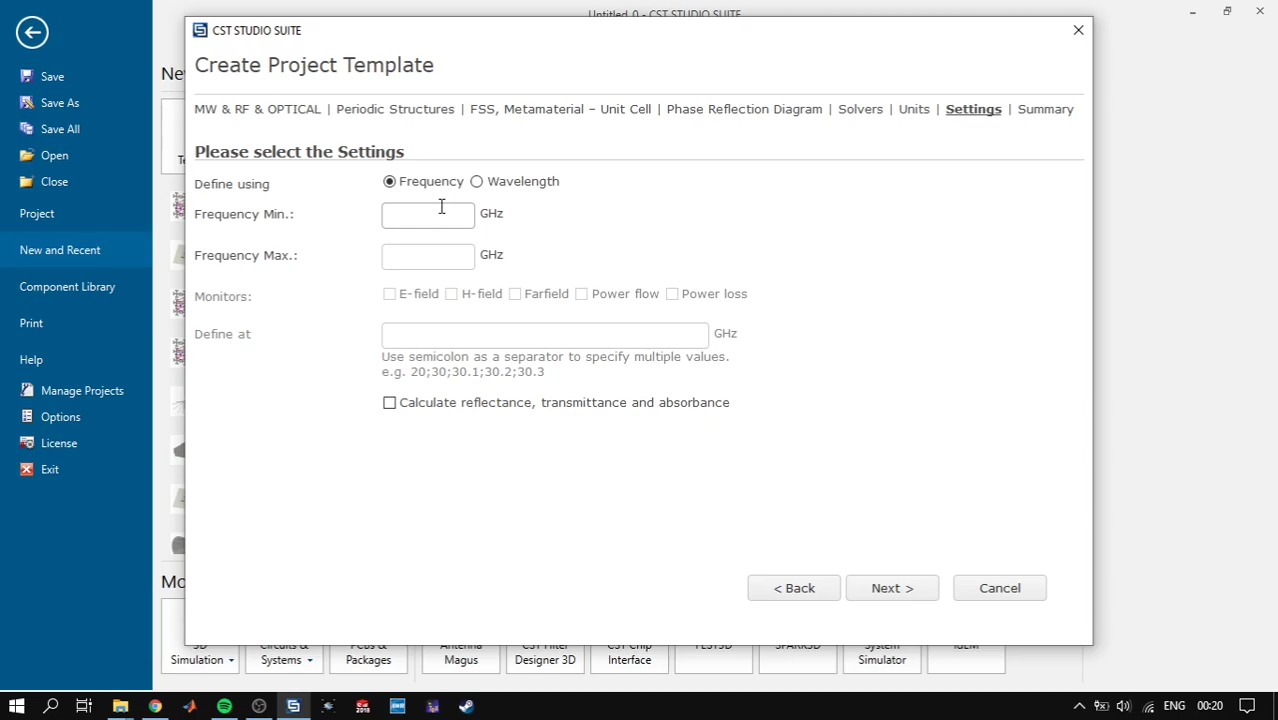 Untitled_0 - CST STUDIO SUITE
CST STUDIO SUITE
Create Project Template
MW & RF & OPTICAL | Periodic Structures | FSS, Metamaterial – Unit Cell | Phase Reflection Diagram | Solvers | Units | Settings | Summary
Please select the Settings
Define using Frequency Wavelength
Frequency Min.: GHz
Frequency Max.: GHz
Monitors: E-field H-field Farfield Power flow Power loss
Define at GHz
Use semicolon as a separator to specify multiple values.
e.g. 20;30;30.1;30.2;30.3
Calculate reflectance, transmittance and absorbance
< Back Next > Cancel
Save
Save As
Save All
Open
Close
Project
New and Recent
Component Library
Print
Help
Manage Projects
Options
License
Exit
Ne
Te
Mo
3D Simulation
Circuits & Systems
PCBs & Packages
Antenna Magus
CST Filter Designer 3D
CST Chip Interface
FEST3D
SPARK3D
System Simulator
IdEM
2018
ENG 00:20